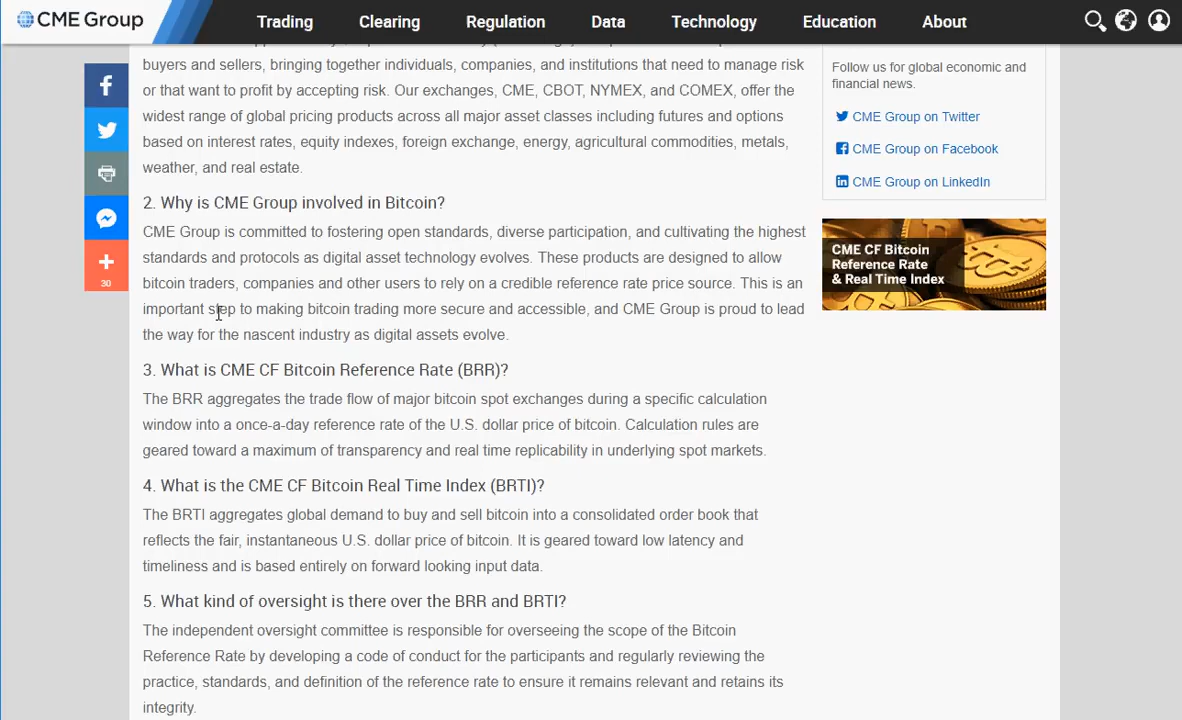 CME Group
Trading
Clearing
Regulation
Data
Technology
Education
About
buyers and sellers, bringing together individuals, companies, and institutions that need to manage risk
or that want to profit by accepting risk. Our exchanges, CME, CBOT, NYMEX, and COMEX, offer the
widest range of global pricing products across all major asset classes including futures and options
based on interest rates, equity indexes, foreign exchange, energy, agricultural commodities, metals,
weather, and real estate.
2. Why is CME Group involved in Bitcoin?
CME Group is committed to fostering open standards, diverse participation, and cultivating the highest
standards and protocols as digital asset technology evolves. These products are designed to allow
bitcoin traders, companies and other users to rely on a credible reference rate price source. This is an
important step to making bitcoin trading more secure and accessible, and CME Group is proud to lead
the way for the nascent industry as digital assets evolve.
3. What is CME CF Bitcoin Reference Rate (BRR)?
The BRR aggregates the trade flow of major bitcoin spot exchanges during a specific calculation
window into a once-a-day reference rate of the U.S. dollar price of bitcoin. Calculation rules are
geared toward a maximum of transparency and real time replicability in underlying spot markets.
4. What is the CME CF Bitcoin Real Time Index (BRTI)?
The BRTI aggregates global demand to buy and sell bitcoin into a consolidated order book that
reflects the fair, instantaneous U.S. dollar price of bitcoin. It is geared toward low latency and
timeliness and is based entirely on forward looking input data.
5. What kind of oversight is there over the BRR and BRTI?
The independent oversight committee is responsible for overseeing the scope of the Bitcoin
Reference Rate by developing a code of conduct for the participants and regularly reviewing the
practice, standards, and definition of the reference rate to ensure it remains relevant and retains its
integrity.
30
Follow us for global economic and
financial news.
CME Group on Twitter
CME Group on Facebook
CME Group on LinkedIn
CME CF Bitcoin
Reference Rate
& Real Time Index